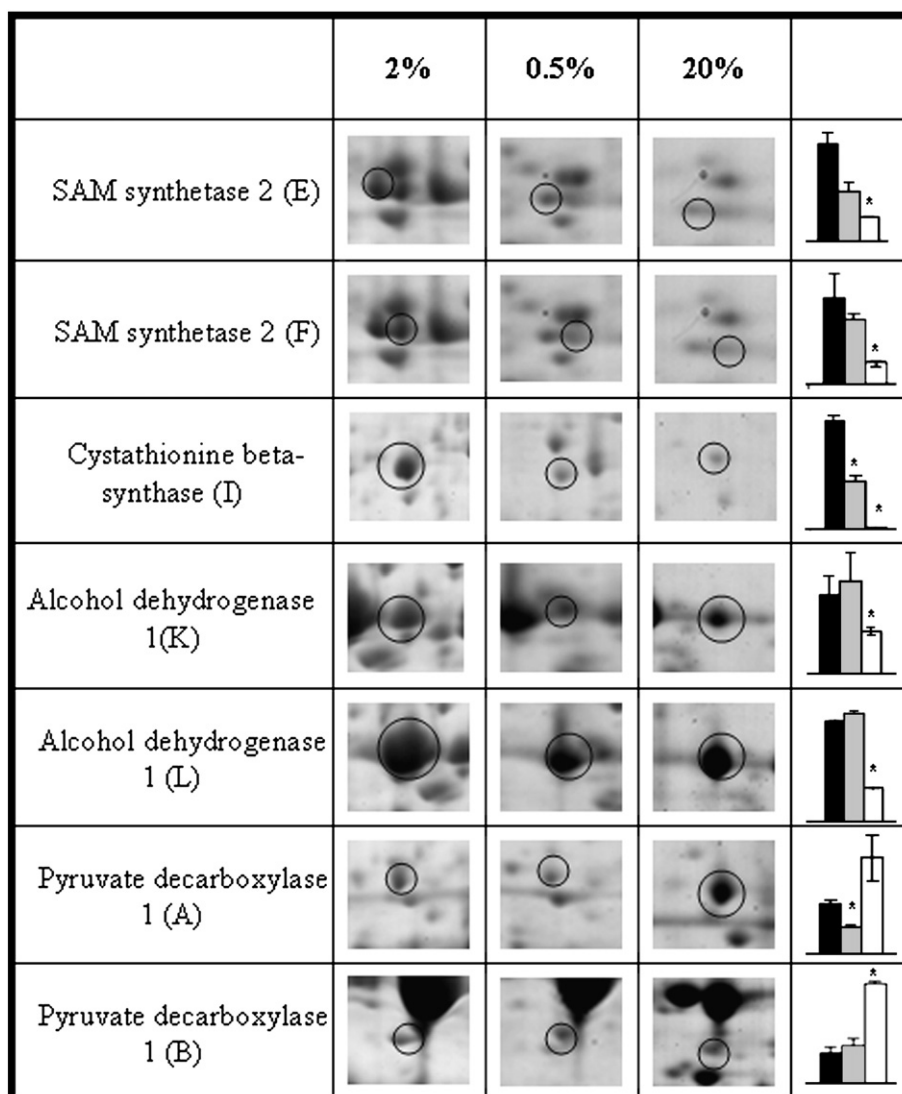 2% 0.5% 20%
SAM synthetase 2 (E)
*
SAM synthetase 2 (F)
*
Cystathionine beta-
synthase (I)
* *
Alcohol dehydrogenase
1(K)
*
Alcohol dehydrogenase
1 (L)
*
Pyruvate decarboxylase
1 (A)
*
Pyruvate decarboxylase
1 (B)
*